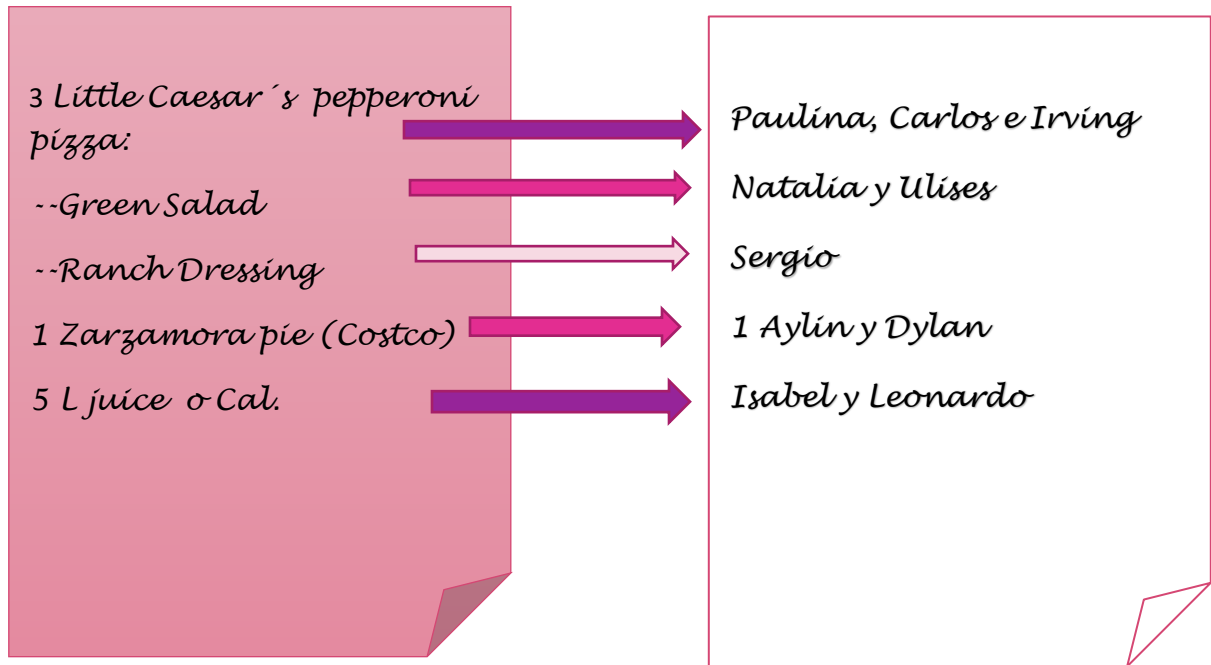 3 Little Caesar´s pepperoni
pizza:
--Green Salad
--Ranch Dressing
1 Zarzamora pie (Costco)
5 L juice o Cal.
Paulina, Carlos e Irving
Natalia y Ulises
Sergio
1 Aylin y Dylan
Isabel y Leonardo